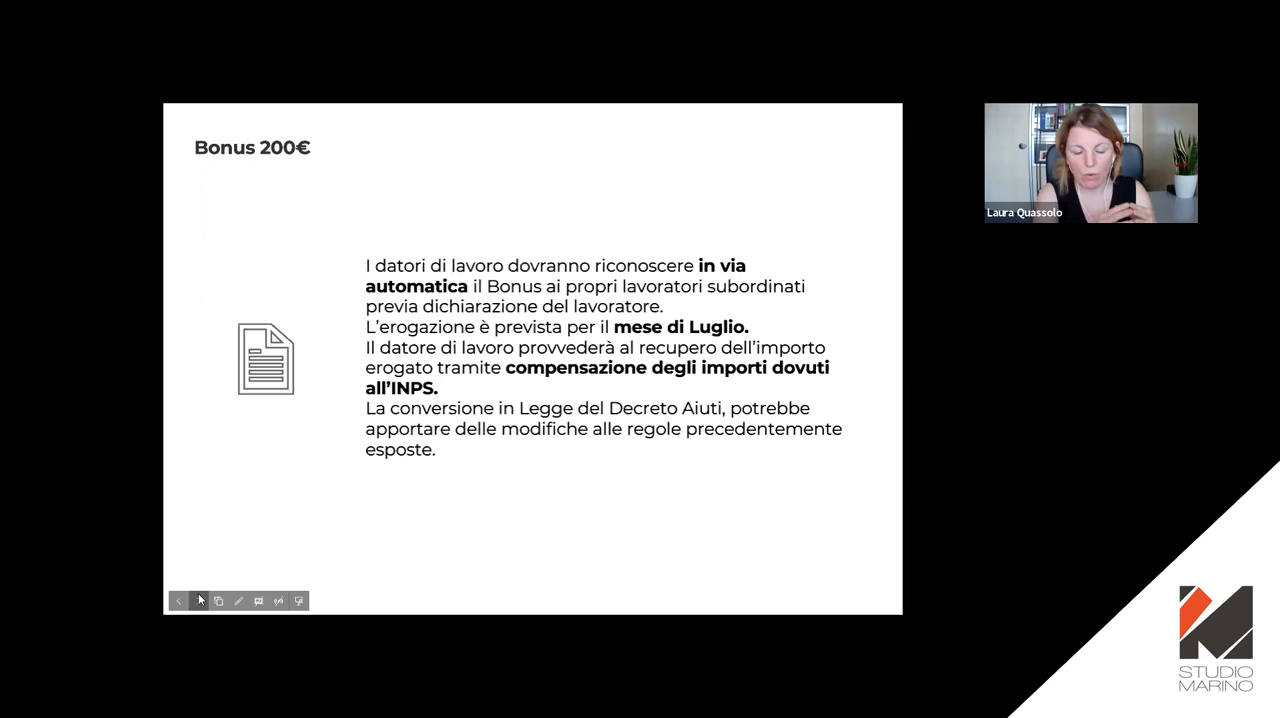 Bonus 200€
I datori di lavoro dovranno riconoscere in via
automatica il Bonus ai propri lavoratori subordinati
previa dichiarazione del lavoratore.
L'erogazione è prevista per il mese di Luglio.
Il datore di lavoro provvederà al recupero dell'importo
erogato tramite compensazione degli importi dovuti
all'INPS.
La conversione in Legge del Decreto Aiuti, potrebbe
apportare delle modifiche alle regole precedentemente
esposte.
Laura Quassolo
STUDIO
MARINO